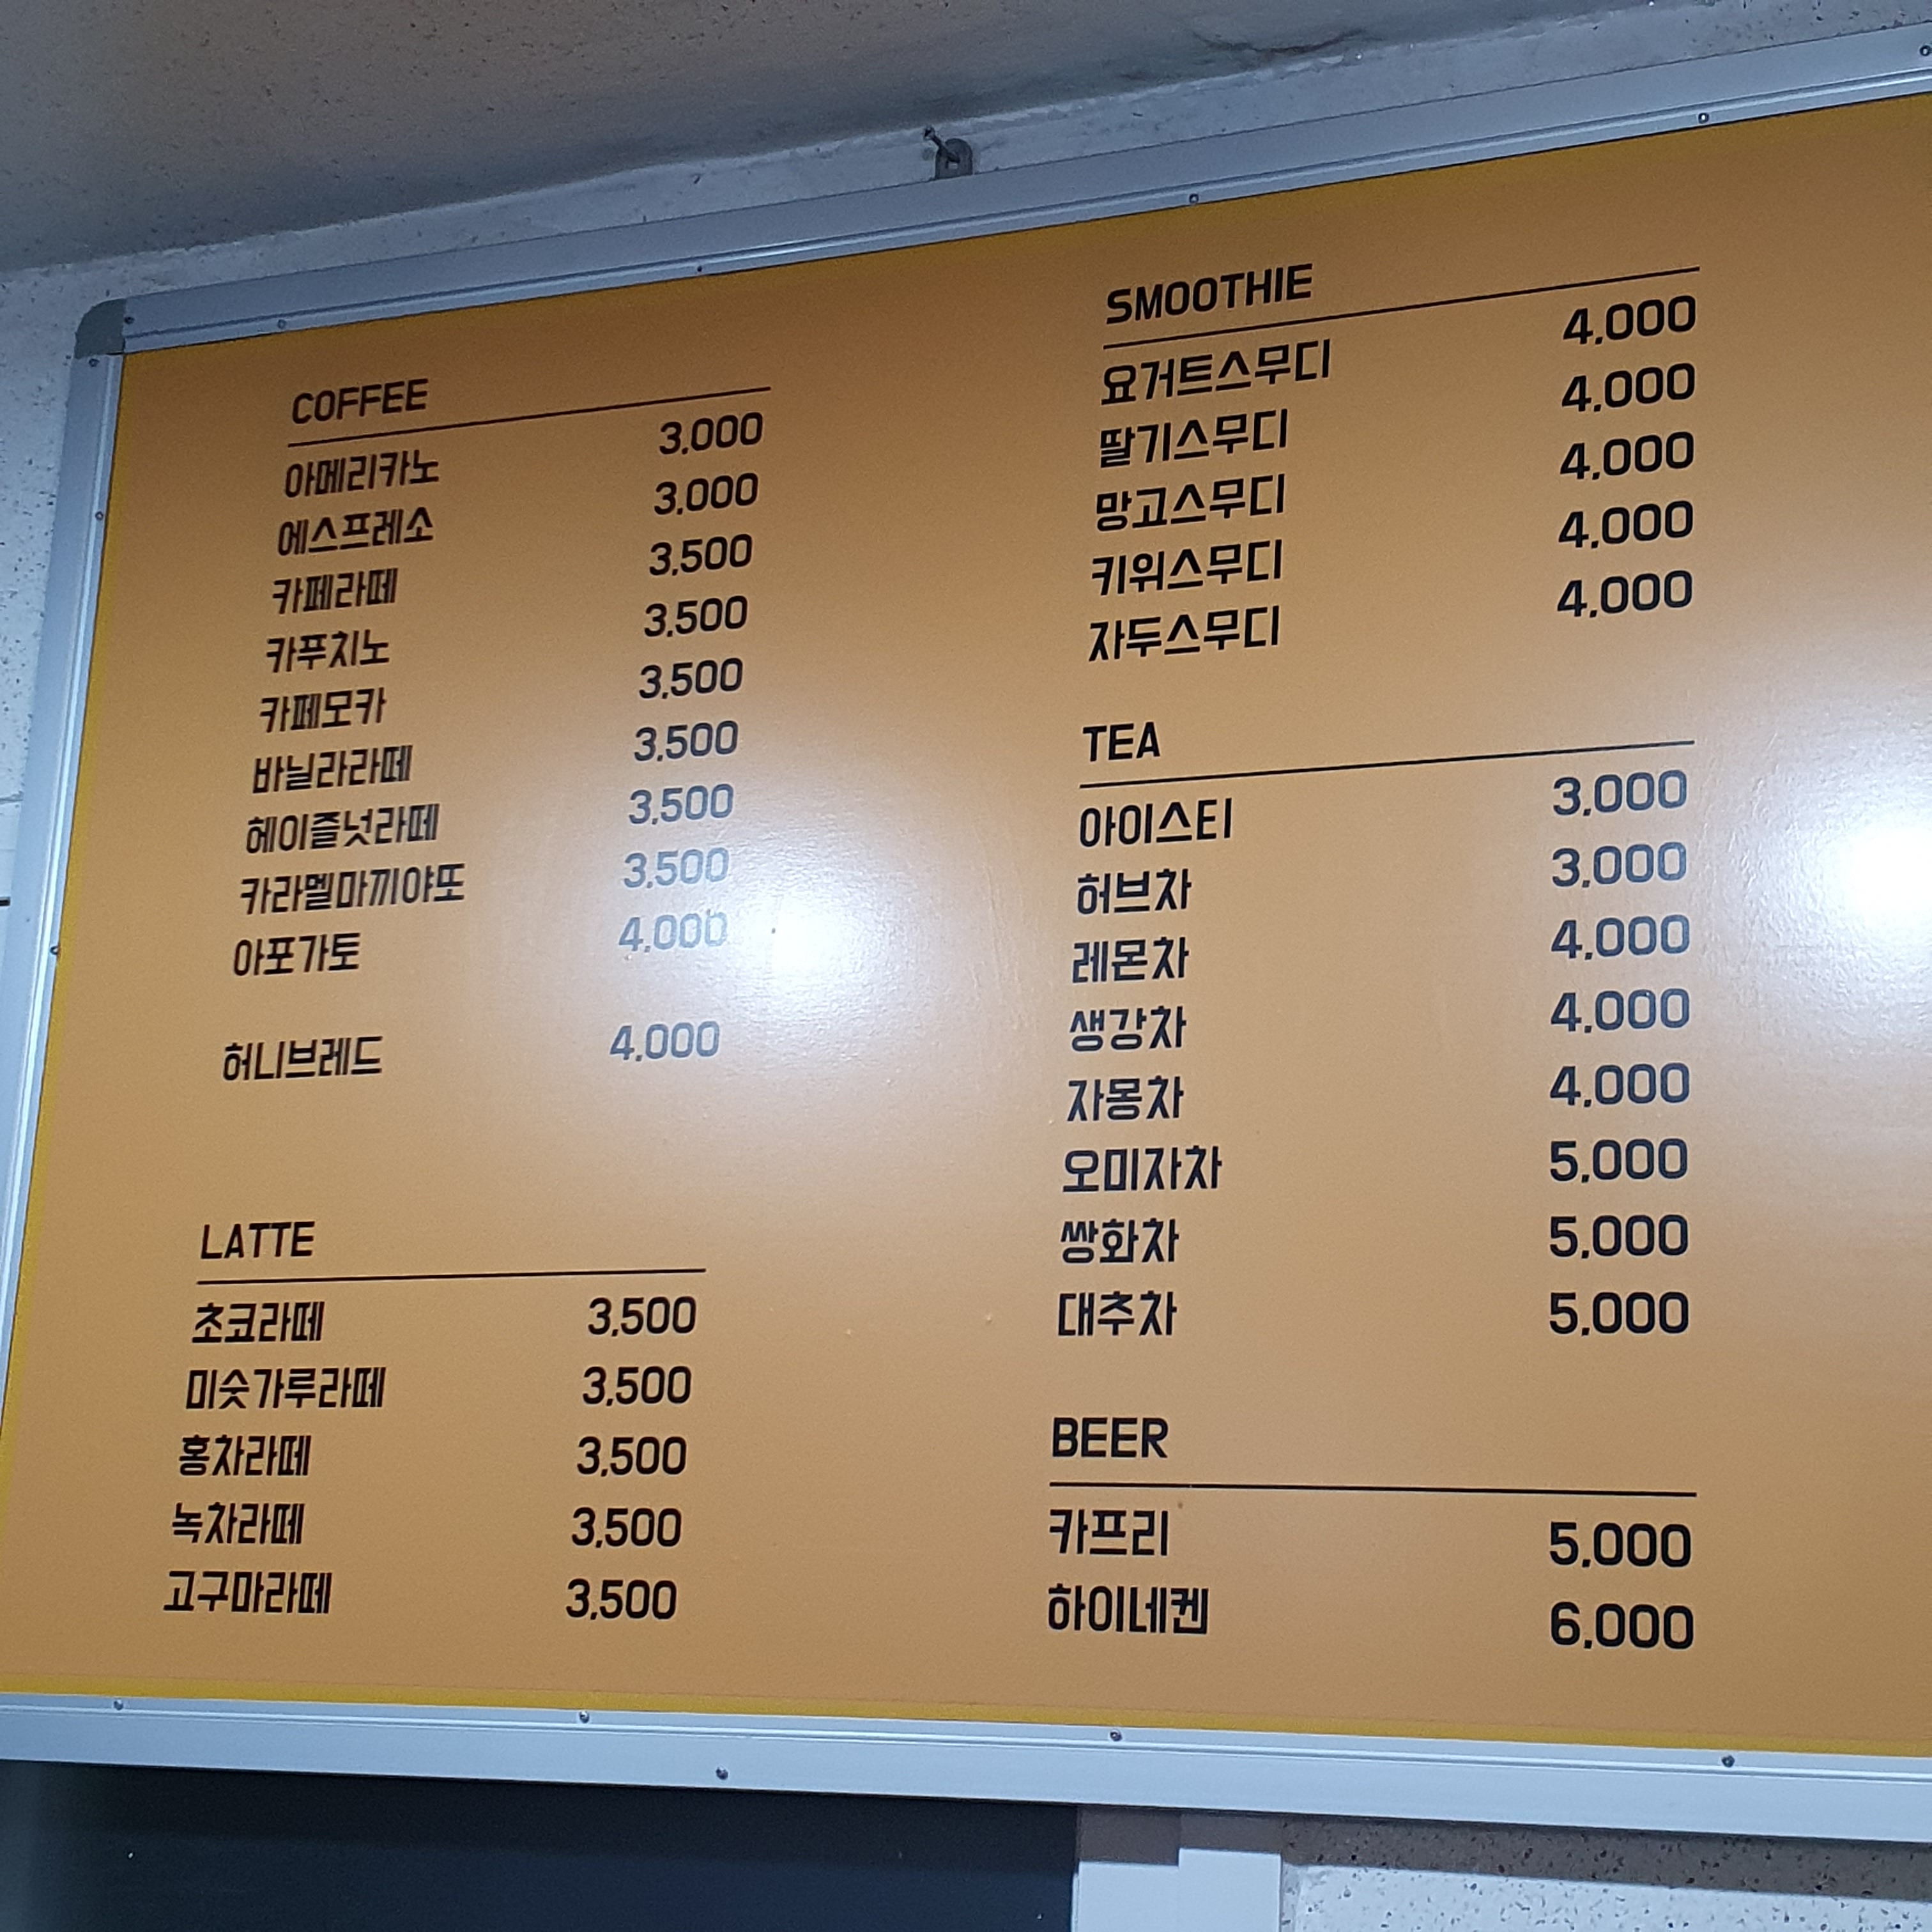 COFFEE
아메리카노 3,000
에스프레소 3,000
카페라떼 3,500
카푸치노 3,500
카페모카 3,500
바닐라라떼 3,500
헤이즐넛라떼 3,500
카라멜마끼야또 3,500
아포가토 4,000
허니브레드 4,000
LATTE
초코라떼 3,500
미숫가루라떼 3,500
홍차라떼 3,500
녹차라떼 3,500
고구마라떼 3,500
SMOOTHIE
요거트스무디 4,000
딸기스무디 4,000
망고스무디 4,000
키위스무디 4,000
자두스무디 4,000
TEA
아이스티 3,000
허브차 3,000
레몬차 4,000
생강차 4,000
자몽차 4,000
오미자차 5,000
쌍화차 5,000
대추차 5,000
BEER
카프리 5,000
하이네켄 6,000